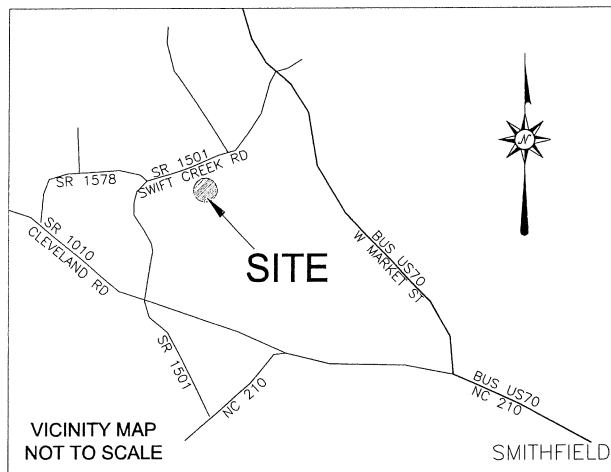 SR 1501
SWIFT CREEK RD
SR 1578
N
SR 1010
CLEVELAND RD
SITE
BUS US70
W MARKET ST
SR 1501
NC 210
BUS US70
NC 210
VICINITY MAP
NOT TO SCALE
SMITHFIELD